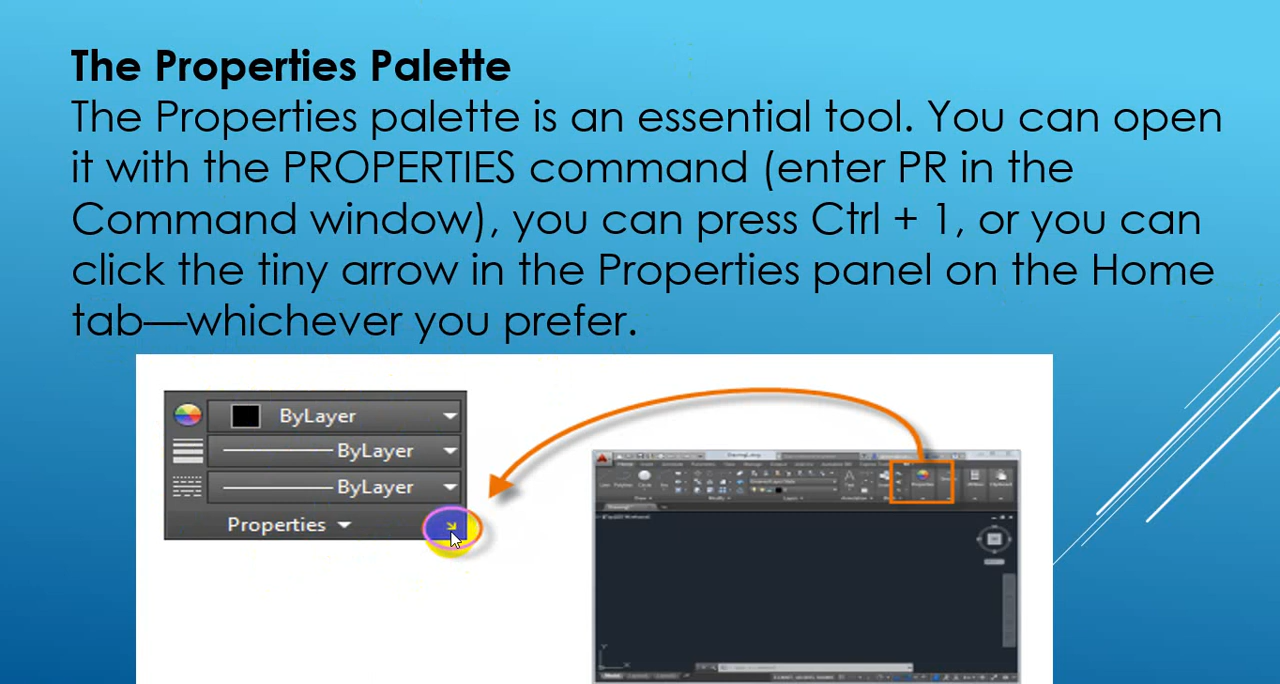 The Properties Palette
The Properties palette is an essential tool. You can open
it with the PROPERTIES command (enter PR in the
Command window), you can press Ctrl + 1, or you can
click the tiny arrow in the Properties panel on the Home
tab—whichever you prefer.
ByLayer
ByLayer
ByLayer
Properties
Properties